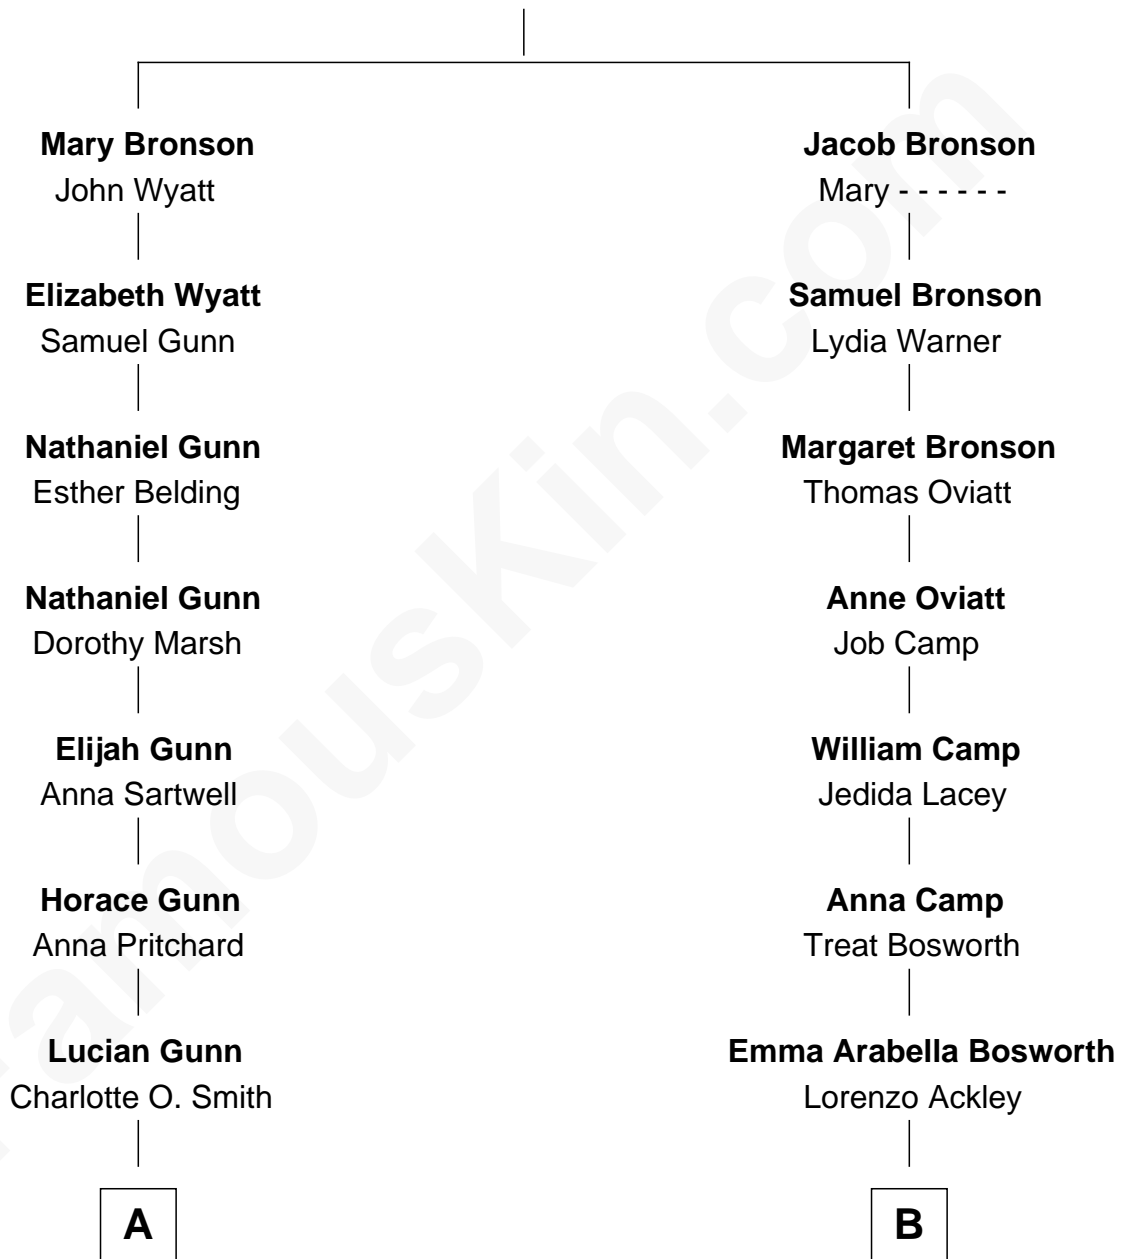 Mary Bronson
John Wyatt
Elizabeth Wyatt
Samuel Gunn
Nathaniel Gunn
Esther Belding
Nathaniel Gunn
Dorothy Marsh
Elijah Gunn
Anna Sartwell
Horace Gunn
Anna Pritchard
Lucian Gunn
Charlotte O. Smith
A
Jacob Bronson
Mary - - - - - -
Samuel Bronson
Lydia Warner
Margaret Bronson
Thomas Oviatt
Anne Oviatt
Job Camp
William Camp
Jedida Lacey
Anna Camp
Treat Bosworth
Emma Arabella Bosworth
Lorenzo Ackley
B
FamousKin.com